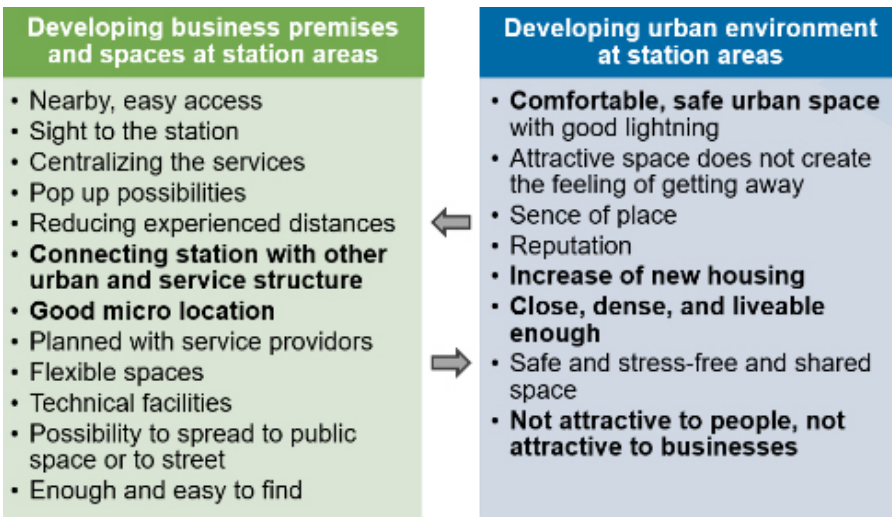 Developing business premises
and spaces at station areas
• Nearby, easy access
• Sight to the station
• Centralizing the services
• Pop up possibilities
• Reducing experienced distances
• Connecting station with other
urban and service structure
• Good micro location
• Planned with service providors
• Flexible spaces
• Technical facilities
• Possibility to spread to public
space or to street
• Enough and easy to find
Developing urban environment
at station areas
• Comfortable, safe urban space
with good lightning
• Attractive space does not create
the feeling of getting away
• Sence of place
• Reputation
• Increase of new housing
• Close, dense, and liveable
enough
• Safe and stress-free and shared
space
• Not attractive to people, not
attractive to businesses